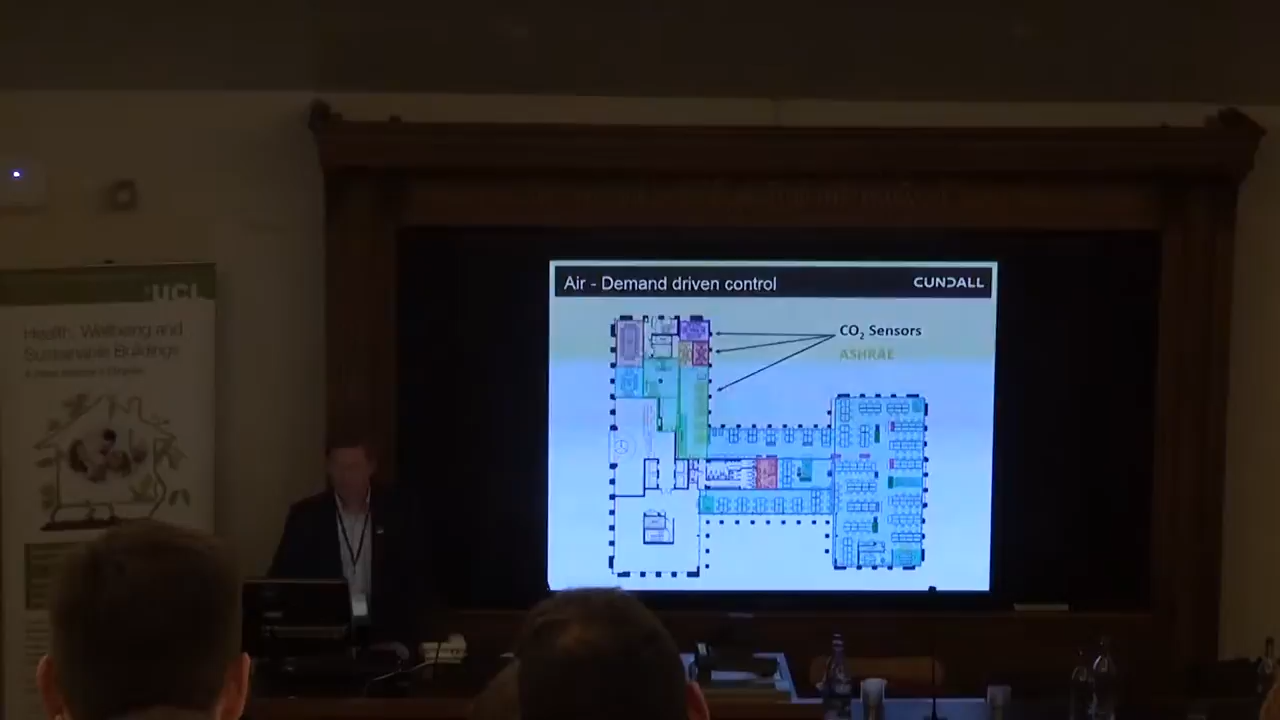 Air - Demand driven control
CUNDALL
CO₂ Sensors
ASHRAE
UCL
Health, Wellbeing and
Sustainable Buildings